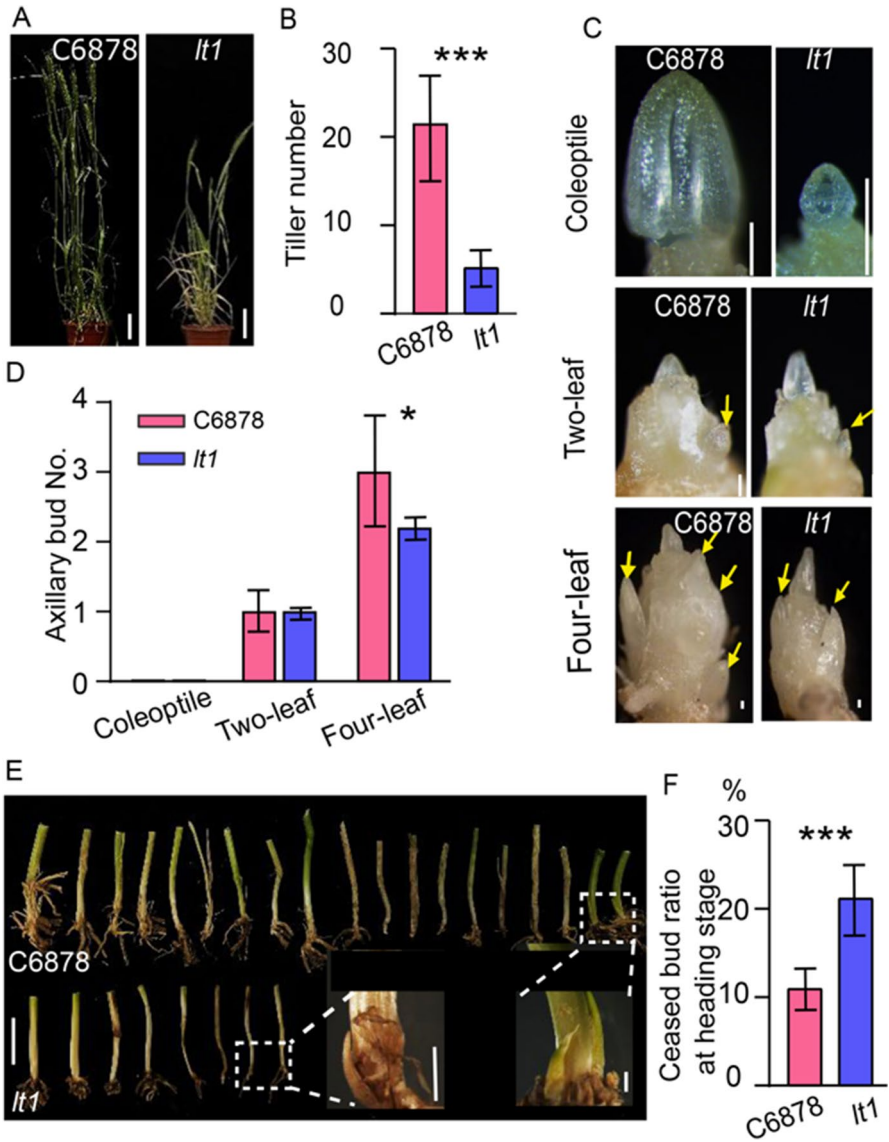 A
C6878
lt1
B
30
20
10
0
Tiller number
***
C6878
lt1
C
C6878
lt1
Coleoptile
C6878
lt1
Two-leaf
C6878
lt1
Four-leaf
D
4
3
2
1
0
Axillary bud No.
C6878
lt1
*
Coleoptile
Two-leaf
Four-leaf
E
C6878
lt1
F
%
30
20
10
0
Ceased bud ratio
at heading stage
***
C6878
lt1